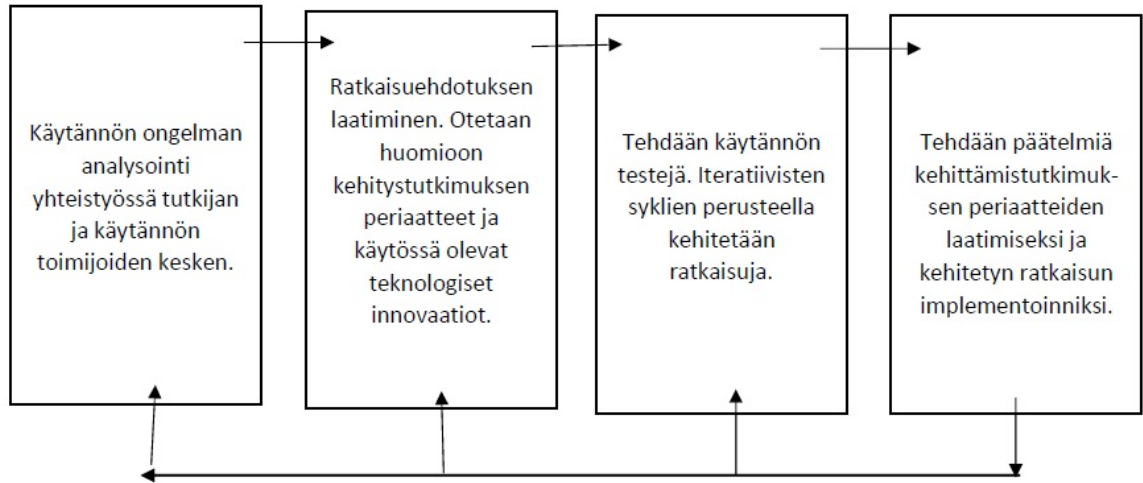 Käytännön ongelman
analysointi
yhteistyössä tutkijan
ja käytännön
toimijoiden kesken.
Ratkaisuehdotuksen
laatiminen. Otetaan
huomioon
kehitystutkimuksen
periaatteet ja
käytössä olevat
teknologiset
innovaatiot.
Tehdään käytännön
testejä. Iteratiivisten
syklien perusteella
kehitetään
ratkaisuja.
Tehdään päätelmiä
kehittämistutkimuk-
sen periaatteiden
laatimiseksi ja
kehitetyn ratkaisun
implementoinniksi.